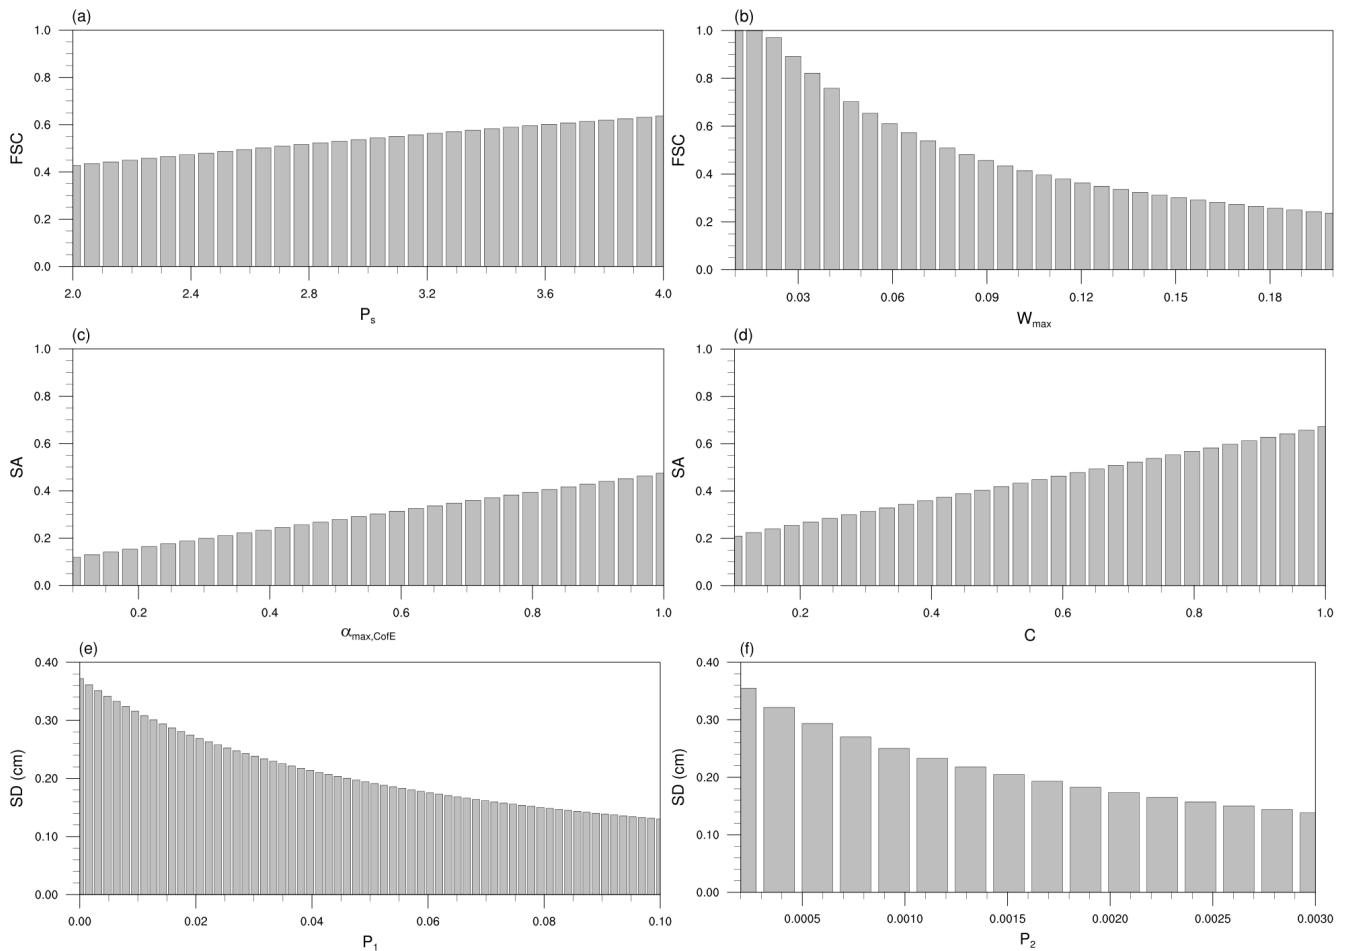 (a)
1.0
0.8
0.6
0.4
0.2
0.0
FSC
2.0 2.4 2.8 3.2 3.6 4.0
Ps
(b)
1.0
0.8
0.6
0.4
0.2
0.0
FSC
0.03 0.06 0.09 0.12 0.15 0.18
Wmax
(c)
1.0
0.8
0.6
0.4
0.2
0.0
SA
0.2 0.4 0.6 0.8 1.0
αmax,CofE
(d)
1.0
0.8
0.6
0.4
0.2
0.0
SA
0.2 0.4 0.6 0.8 1.0
C
(e)
0.40
0.30
0.20
0.10
0.00
SD (cm)
0.00 0.02 0.04 0.06 0.08 0.10
P1
(f)
0.40
0.30
0.20
0.10
0.00
SD (cm)
0.0005 0.0010 0.0015 0.0020 0.0025 0.0030
P2